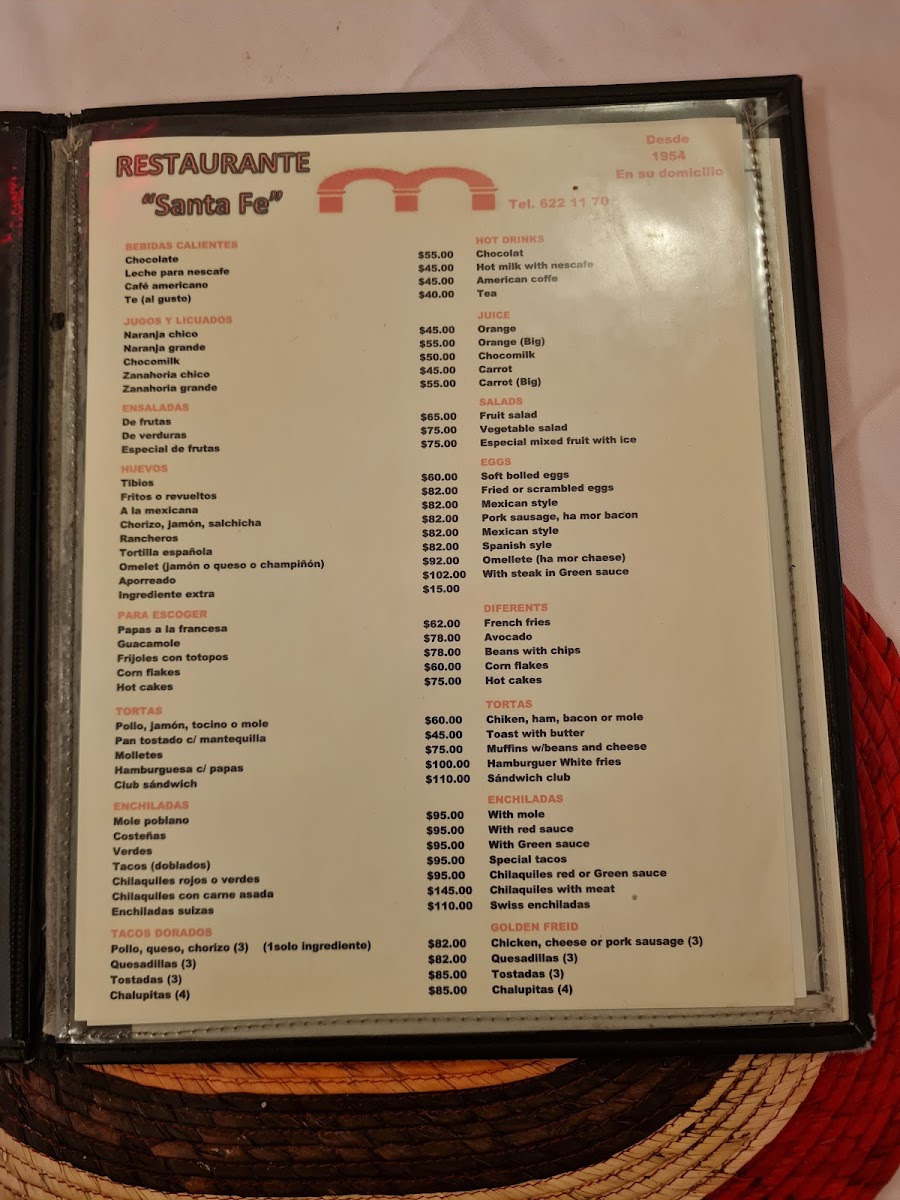 RESTAURANTE
“Santa Fe”
Desde
1954
En su domicilio
Tel. 622 11 70
BEBIDAS CALIENTES HOT DRINKS
Chocolate $55.00 Chocolat
Leche para nescafe $45.00 Hot milk with nescafe
Café americano $45.00 American coffe
Te (al gusto) $40.00 Tea
JUGOS Y LICUADOS JUICE
Naranja chico $45.00 Orange
Naranja grande $55.00 Orange (Big)
Chocomilk $50.00 Chocomilk
Zanahoria chico $45.00 Carrot
Zanahoria grande $55.00 Carrot (Big)
ENSALADAS SALADS
De frutas $65.00 Fruit salad
De verduras $75.00 Vegetable salad
Especial de frutas $75.00 Especial mixed fruit with ice
HUEVOS EGGS
Tibios $60.00 Soft bolled eggs
Fritos o revueltos $82.00 Fried or scrambled eggs
A la mexicana $82.00 Mexican style
Chorizo, jamón, salchicha $82.00 Pork sausage, ha mor bacon
Rancheros $82.00 Mexican style
Tortilla española $82.00 Spanish syle
Omelet (jamón o queso o champiñón) $92.00 Omellete (ha mor chaese)
Aporreado $102.00 With steak in Green sauce
Ingrediente extra $15.00
PARA ESCOGER DIFERENTS
Papas a la francesa $62.00 French fries
Guacamole $78.00 Avocado
Frijoles con totopos $78.00 Beans with chips
Corn flakes $60.00 Corn flakes
Hot cakes $75.00 Hot cakes
TORTAS TORTAS
Pollo, jamón, tocino o mole $60.00 Chiken, ham, bacon or mole
Pan tostado c/ mantequilla $45.00 Toast with butter
Molletes $75.00 Muffins w/beans and cheese
Hamburguesa c/ papas $100.00 Hamburguer White fries
Club sándwich $110.00 Sándwich club
ENCHILADAS ENCHILADAS
Mole poblano $95.00 With mole
Costeñas $95.00 With red sauce
Verdes $95.00 With Green sauce
Tacos (doblados) $95.00 Special tacos
Chilaquiles rojos o verdes $95.00 Chilaquiles red or Green sauce
Chilaquiles con carne asada $145.00 Chilaquiles with meat
Enchiladas suizas $110.00 Swiss enchiladas
TACOS DORADOS GOLDEN FREID
Pollo, queso, chorizo (3) (1solo ingrediente) $82.00 Chicken, cheese or pork sausage (3)
Quesadillas (3) $82.00 Quesadillas (3)
Tostadas (3) $85.00 Tostadas (3)
Chalupitas (4) $85.00 Chalupitas (4)